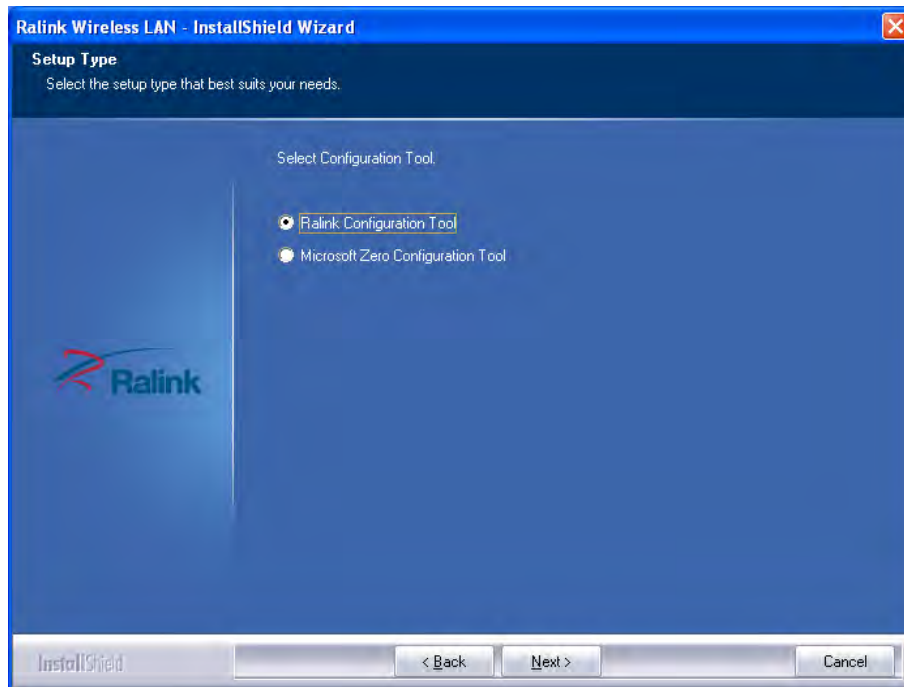 Ralink Wireless LAN - InstallShield Wizard
Setup Type
Select the setup type that best suits your needs.
Select Configuration Tool.
Ralink Configuration Tool
Microsoft Zero Configuration Tool
Ralink
InstallShield
< Back
Next >
Cancel